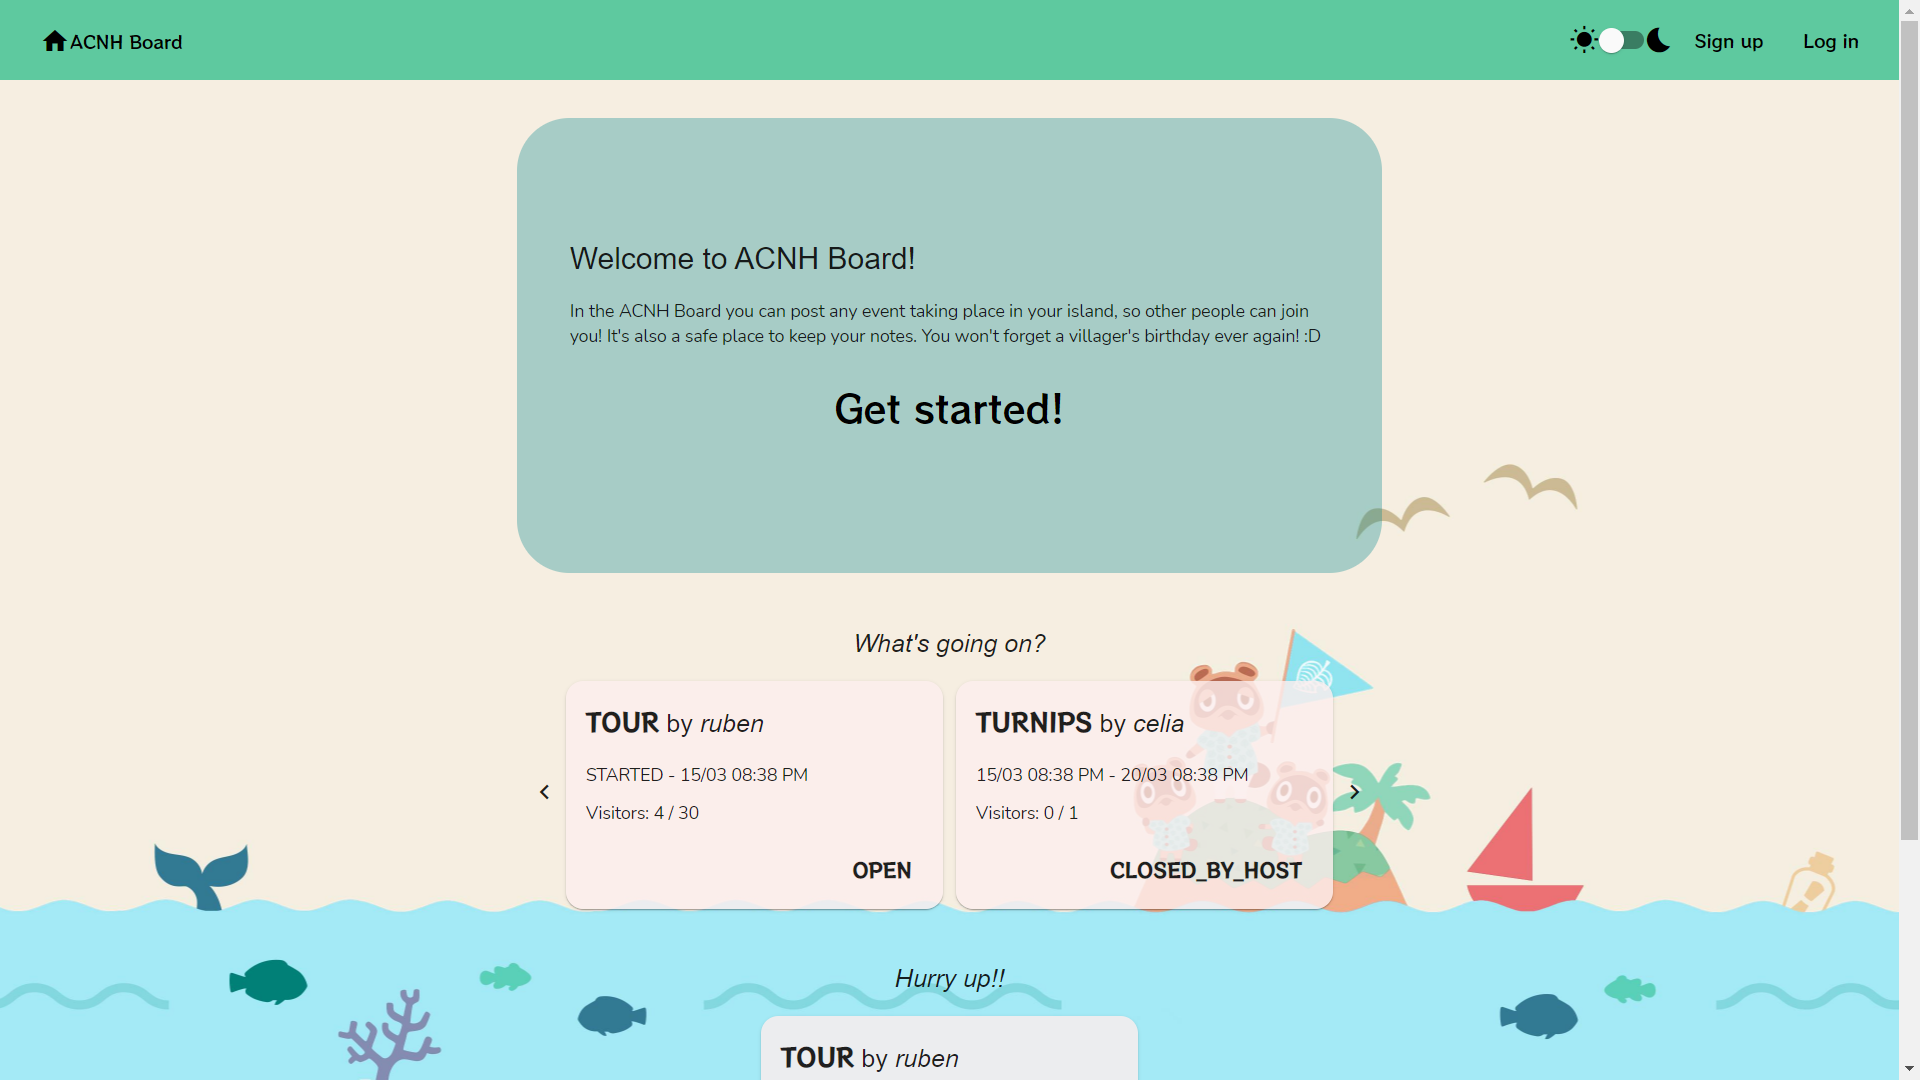 ACNH Board
Sign up
Log in
Welcome to ACNH Board!
In the ACNH Board you can post any event taking place in your island, so other people can join
you! It's also a safe place to keep your notes. You won't forget a villager's birthday ever again! :D
Get started!
What's going on?
TOUR by ruben
STARTED - 15/03 08:38 PM
Visitors: 4 / 30
OPEN
TURNIPS by celia
15/03 08:38 PM - 20/03 08:38 PM
Visitors: 0 / 1
CLOSED_BY_HOST
Hurry up!!
TOUR by ruben